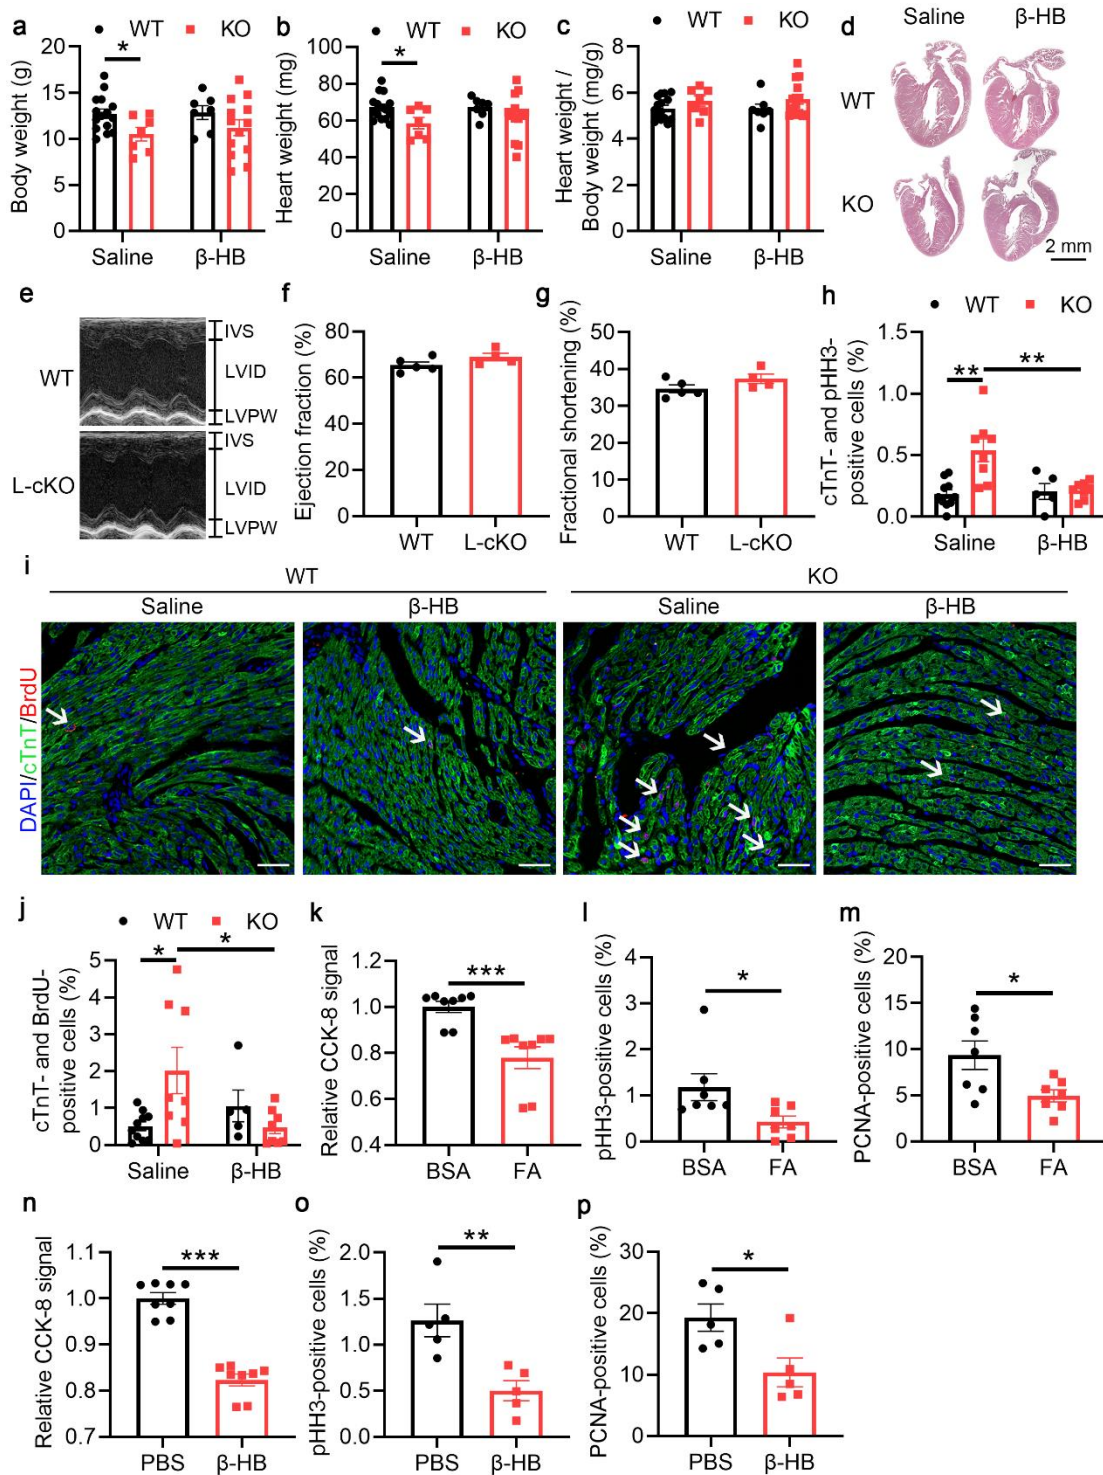 a
WT KO
Body weight (g)
20
15
10
5
0
*
Saline β-HB
b
WT KO
Heart weight (mg)
100
80
60
40
20
0
*
Saline β-HB
c
WT KO
Heart weight /
Body weight (mg/g)
8
6
4
2
0
Saline β-HB
d
Saline β-HB
WT
KO
2 mm
e
WT
IVS
LVID
LVPW
L-cKO
IVS
LVID
LVPW
f
Ejection fraction (%)
80
60
40
20
0
WT L-cKO
g
Fractional shortening (%)
50
40
30
20
10
0
WT L-cKO
h
WT KO
cTnT- and pHH3-
positive cells (%)
1.5
1.0
0.5
0.0
** **
Saline β-HB
i
WT KO
Saline β-HB Saline β-HB
DAPI/cTnT/BrdU
j
WT KO
cTnT- and BrdU-
positive cells (%)
5
4
3
2
1
0
* *
Saline β-HB
k
Relative CCK-8 signal
1.2
1.0
0.8
0.6
0.4
***
BSA FA
l
pHH3-positive cells (%)
4
3
2
1
0
*
BSA FA
m
PCNA-positive cells (%)
20
15
10
5
0
*
BSA FA
n
Relative CCK-8 signal
1.1
1.0
0.9
0.8
0.7
***
PBS β-HB
o
pHH3-positive cells (%)
2.0
1.5
1.0
0.5
0.0
**
PBS β-HB
p
PCNA-positive cells (%)
30
20
10
0
*
PBS β-HB